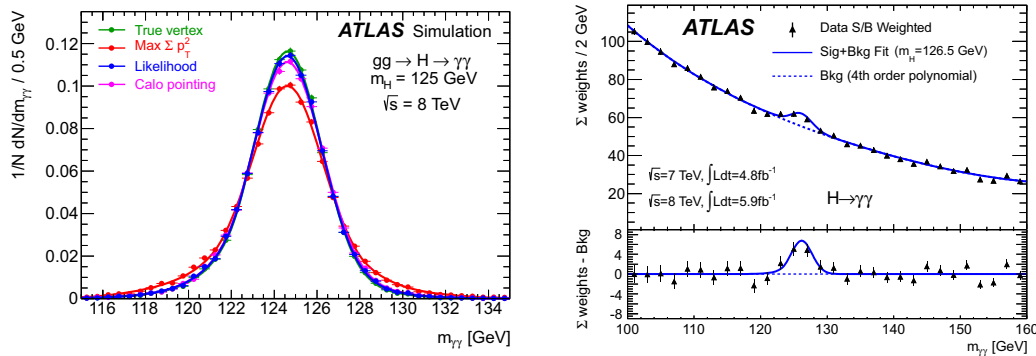 1/N dN/dmγγ / 0.5 GeV
0.12
0.1
0.08
0.06
0.04
0.02
0
True vertex
Max Σ p_T^2
Likelihood
Calo pointing
ATLAS Simulation
gg → H → γγ
m_H = 125 GeV
√s = 8 TeV
116 118 120 122 124 126 128 130 132 134
mγγ [GeV]
Σ weights / 2 GeV
100
80
60
40
20
ATLAS
Data S/B Weighted
Sig+Bkg Fit (m_H=126.5 GeV)
Bkg (4th order polynomial)
√s=7 TeV, ∫Ldt=4.8fb⁻¹
√s=8 TeV, ∫Ldt=5.9fb⁻¹
H→γγ
Σ weights - Bkg
8
4
0
-4
-8
100 110 120 130 140 150 160
mγγ [GeV]